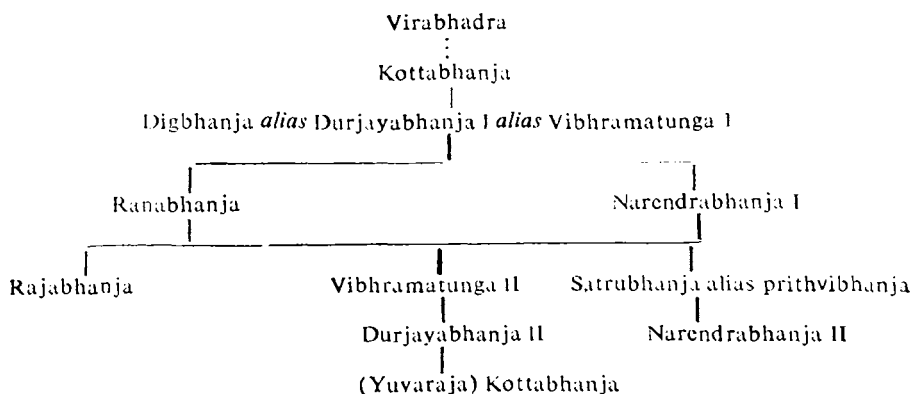 Virabhadra
Kottabhanja
Digbhanja alias Durjayabhanja I alias Vibhramatunga I
Ranabhanja Narendrabhanja I
Rajabhanja Vibhramatunga II Satrubhanja alias prithvibhanja
Durjayabhanja II Narendrabhanja II
(Yuvaraja) Kottabhanja